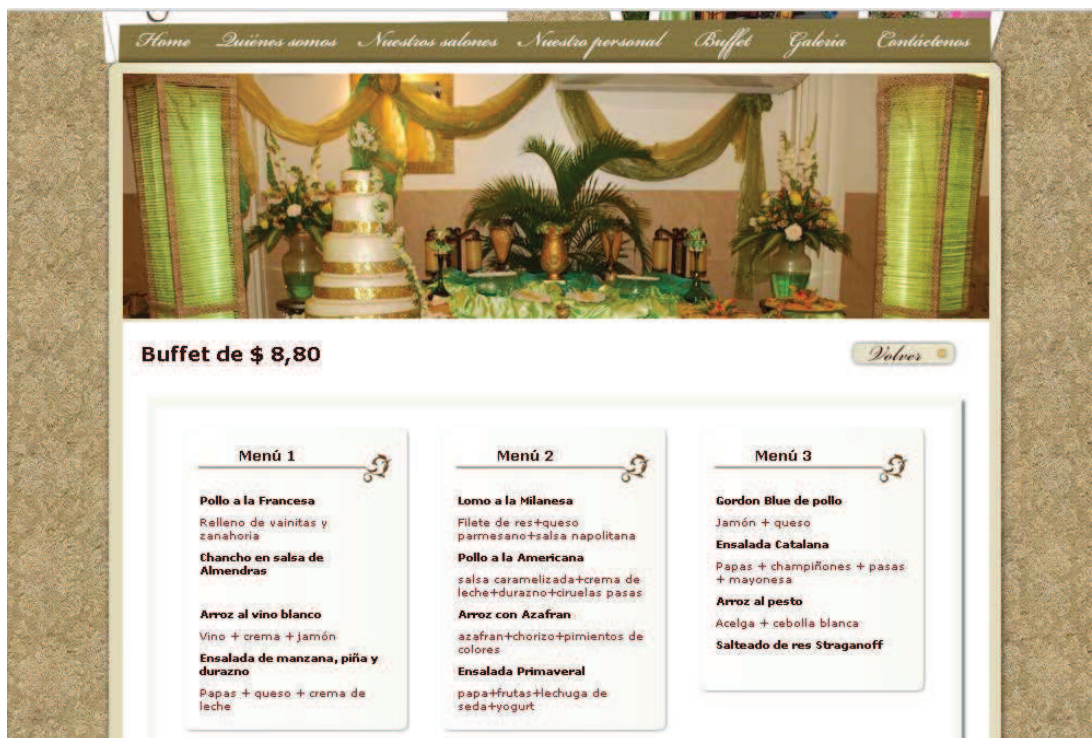 Home Quiénes somos Nuestros salones Nuestro personal Buffet Galería Contáctenos
Buffet de $ 8,80
Volver
Menú 1
Pollo a la Francesa
Relleno de vainitas y
zanahoria
Chancho en salsa de
Almendras
Arroz al vino blanco
Vino + crema + jamón
Ensalada de manzana, piña y
durazno
Papas + queso + crema de
leche
Menú 2
Lomo a la Milanesa
Filete de res+queso
parmesano+salsa napolitana
Pollo a la Americana
salsa caramelizada+crema de
leche+durazno+ciruelas pasas
Arroz con Azafran
azafran+chorizo+pimientos de
colores
Ensalada Primaveral
papa+frutas+lechuga de
seda+yogurt
Menú 3
Gordon Blue de pollo
Jamón + queso
Ensalada Catalana
Papas + champiñones + pasas
+ mayonesa
Arroz al pesto
Acelga + cebolla blanca
Salteado de res Straganoff